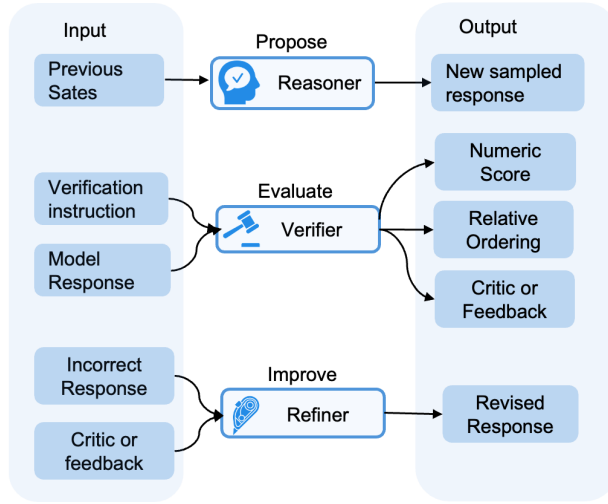 Input
Output
Propose
Previous
Sates
Reasoner
New sampled
response
Evaluate
Verification
instruction
Model
Response
Verifier
Numeric
Score
Relative
Ordering
Critic or
Feedback
Improve
Incorrect
Response
Critic or
feedback
Refiner
Revised
Response